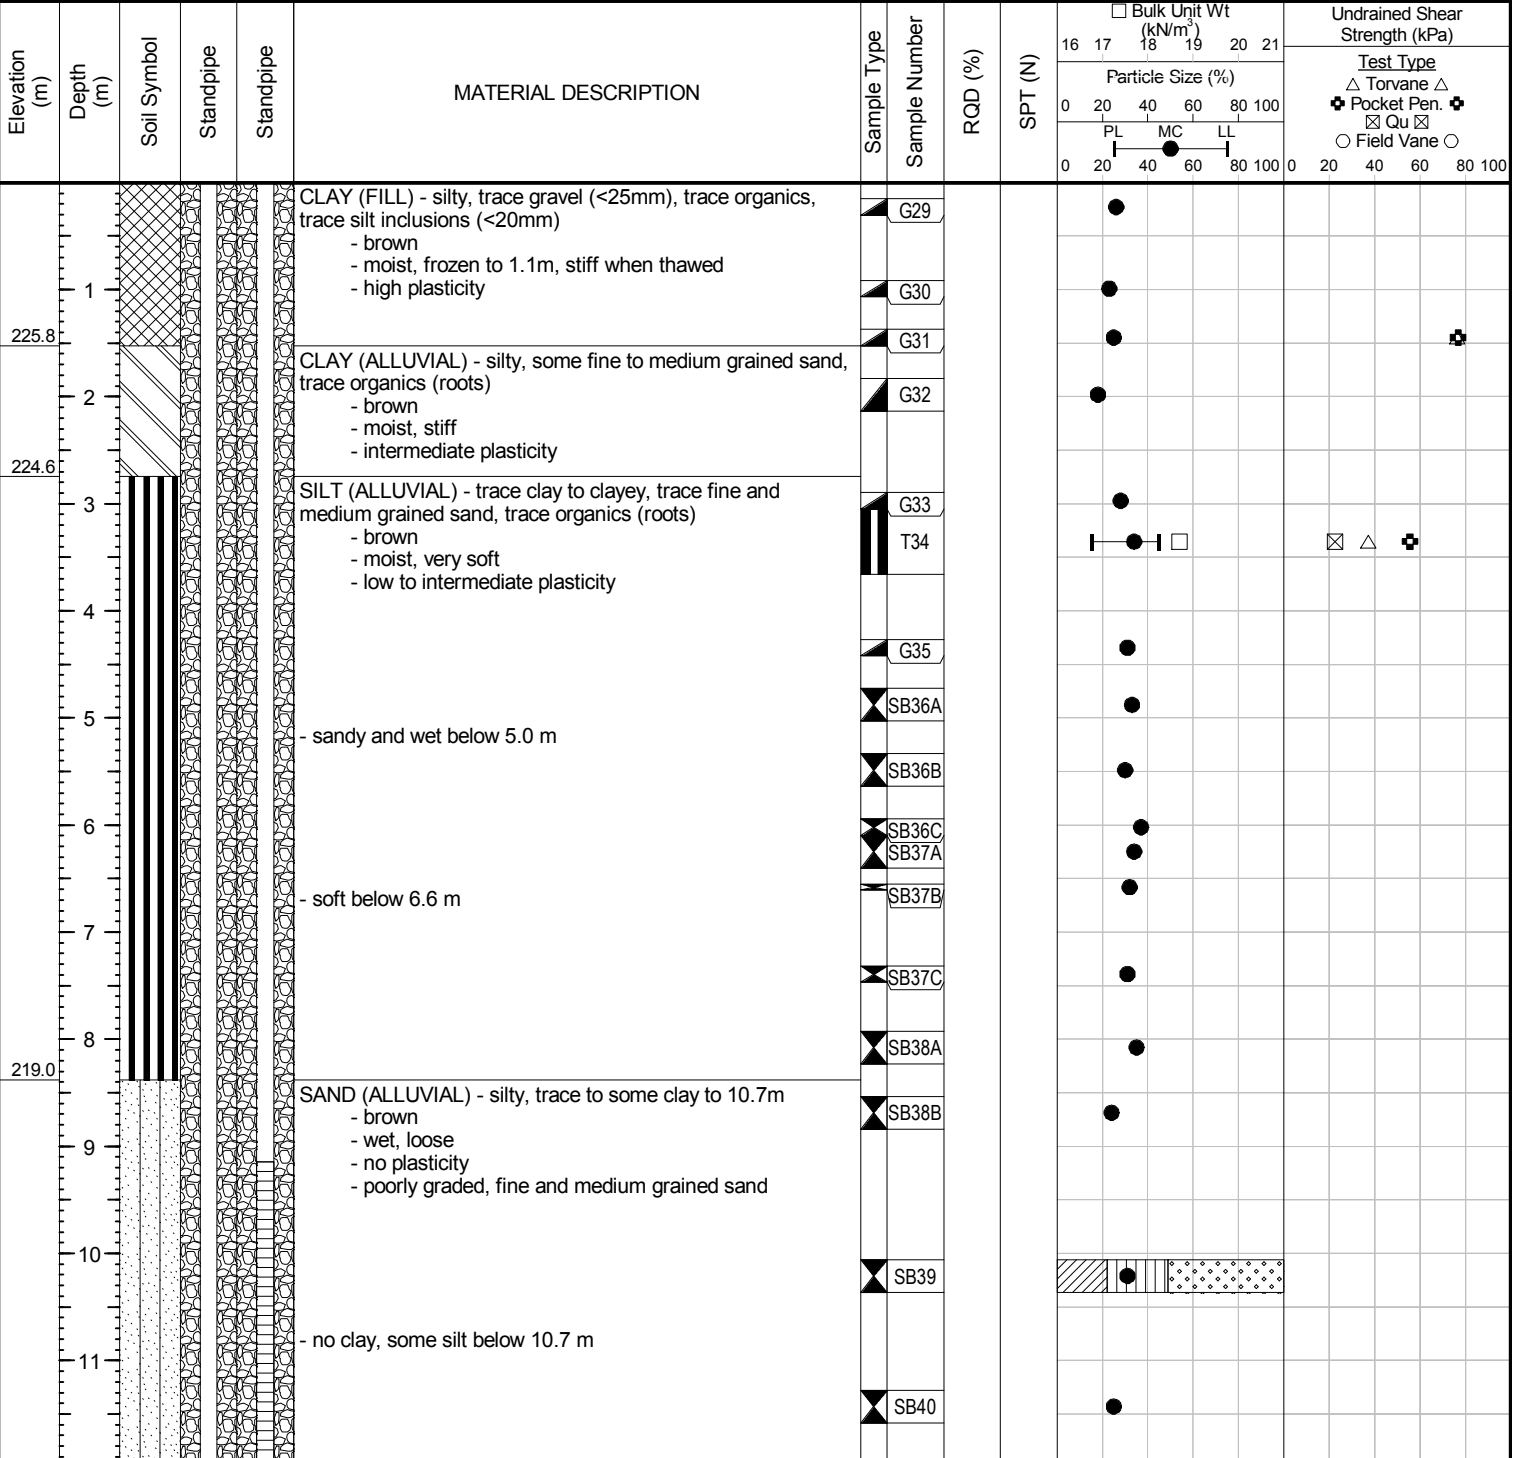 Elevation
(m)
Depth
(m)
Soil Symbol
Standpipe
Standpipe
MATERIAL DESCRIPTION
Sample Type
Sample Number
RQD (%)
SPT (N)
Bulk Unit Wt
(kN/m³)
16 17 18 19 20 21
Particle Size (%)
0 20 40 60 80 100
PL MC LL
0 20 40 60 80 100
Undrained Shear
Strength (kPa)
Test Type
Torvane
Pocket Pen.
Qu
Field Vane
0 20 40 60 80 100
CLAY (FILL) - silty, trace gravel (<25mm), trace organics,
trace silt inclusions (<20mm)
- brown
- moist, frozen to 1.1m, stiff when thawed
- high plasticity
G29
1
G30
225.8
G31
CLAY (ALLUVIAL) - silty, some fine to medium grained sand,
trace organics (roots)
- brown
- moist, stiff
- intermediate plasticity
2
G32
224.6
SILT (ALLUVIAL) - trace clay to clayey, trace fine and
medium grained sand, trace organics (roots)
- brown
- moist, very soft
- low to intermediate plasticity
3
G33
T34
4
G35
SB36A
5
- sandy and wet below 5.0 m
SB36B
6
SB36C
SB37A
- soft below 6.6 m
SB37B
7
SB37C
8
SB38A
219.0
SAND (ALLUVIAL) - silty, trace to some clay to 10.7m
- brown
- wet, loose
- no plasticity
- poorly graded, fine and medium grained sand
SB38B
9
10
SB39
- no clay, some silt below 10.7 m
11
SB40